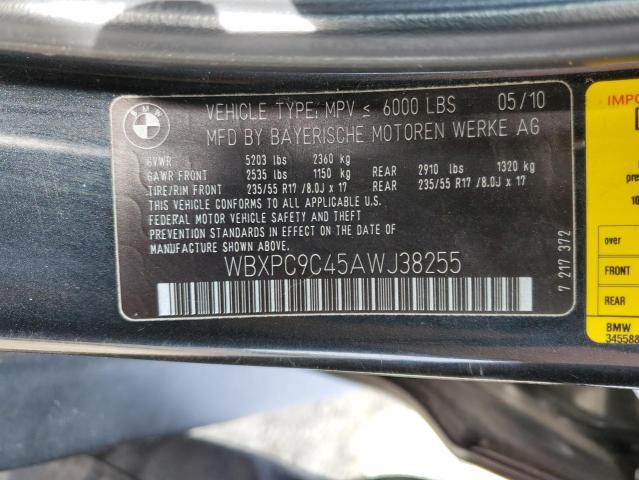 BMW
VEHICLE TYPE: MPV ≤ 6000 LBS 05/10
MFD BY BAYERISCHE MOTOREN WERKE AG
GVWR 5203 lbs 2360 kg
GAWR FRONT 2535 lbs 1150 kg REAR 2910 lbs 1320 kg
TIRE/RIM FRONT 235/55 R17 /8.0J x 17 REAR 235/55 R17 /8.0J x 17
THIS VEHICLE CONFORMS TO ALL APPLICABLE U.S.
FEDERAL MOTOR VEHICLE SAFETY AND THEFT
PREVENTION STANDARDS IN EFFECT ON THE DATE
OF MANUFACTURE SHOWN ABOVE.
WBXPC9C45AWJ38255
7 217 372
over
FRONT
REAR
BMW